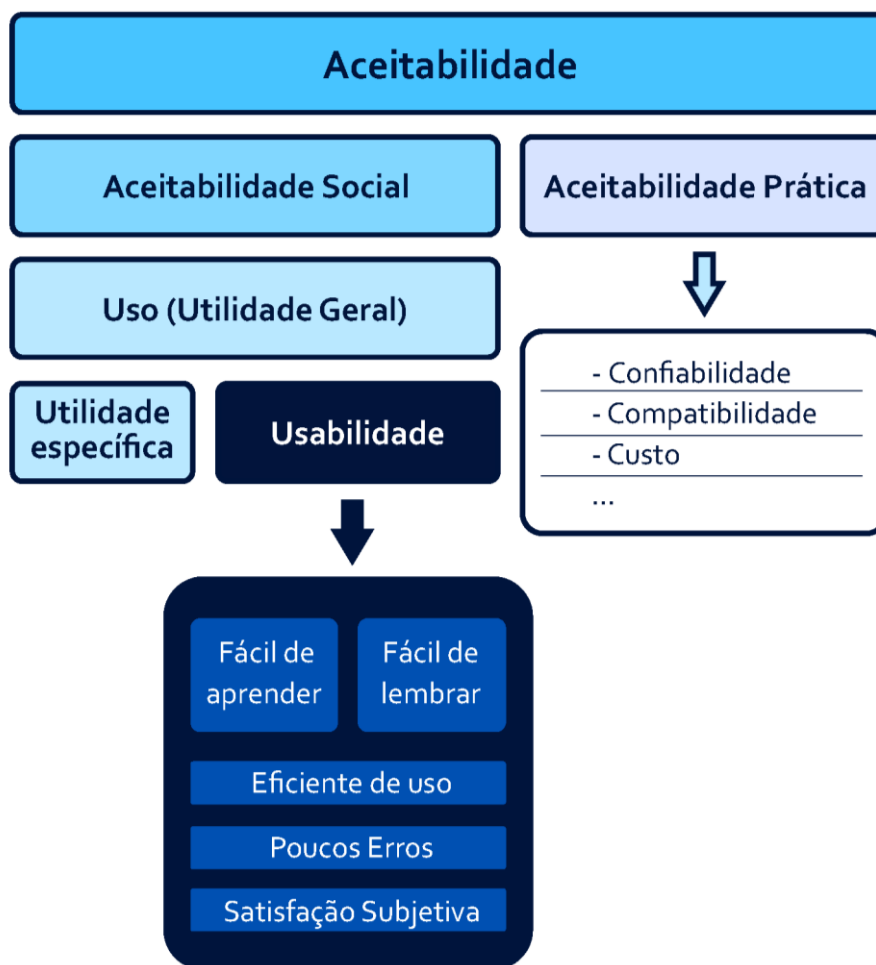 Aceitabilidade
Aceitabilidade Social
Aceitabilidade Prática
Uso (Utilidade Geral)
- Confiabilidade
- Compatibilidade
- Custo
...
Utilidade
específica
Usabilidade
Fácil de
aprender
Fácil de
lembrar
Eficiente de uso
Poucos Erros
Satisfação Subjetiva